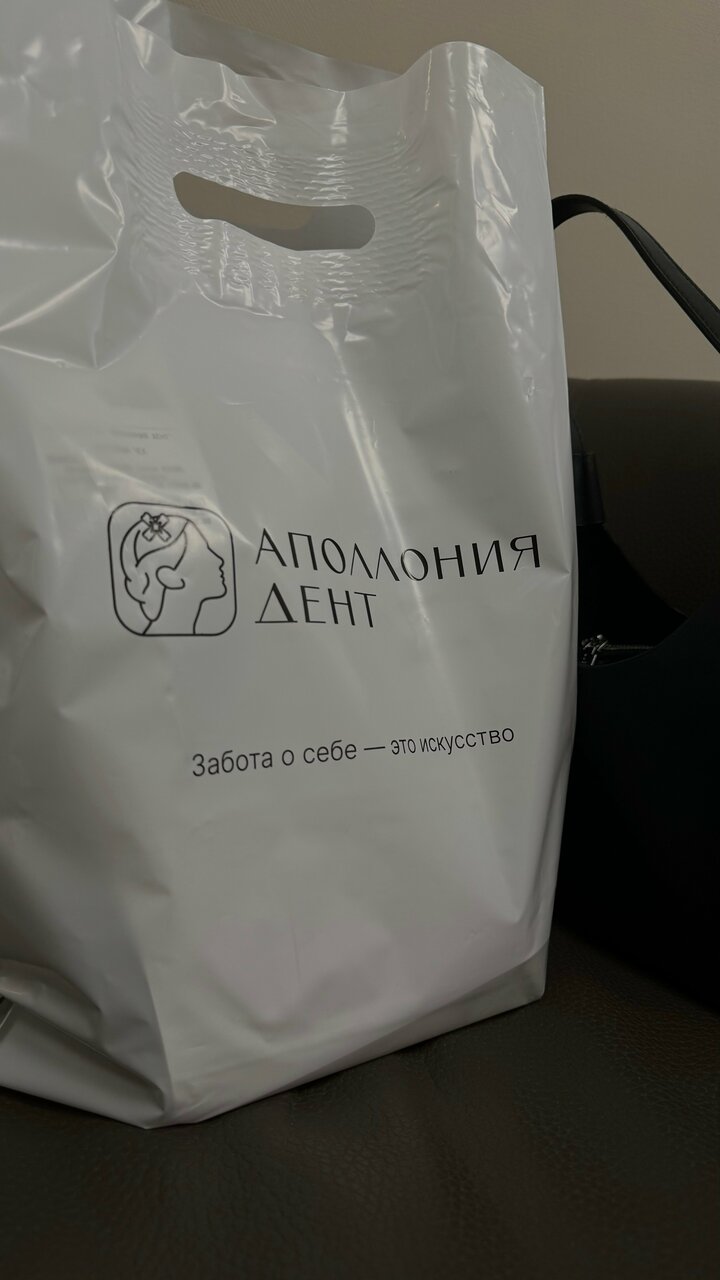 АПОЛЛОНИЯ
ДЕНТ
Забота о себе — это искусство